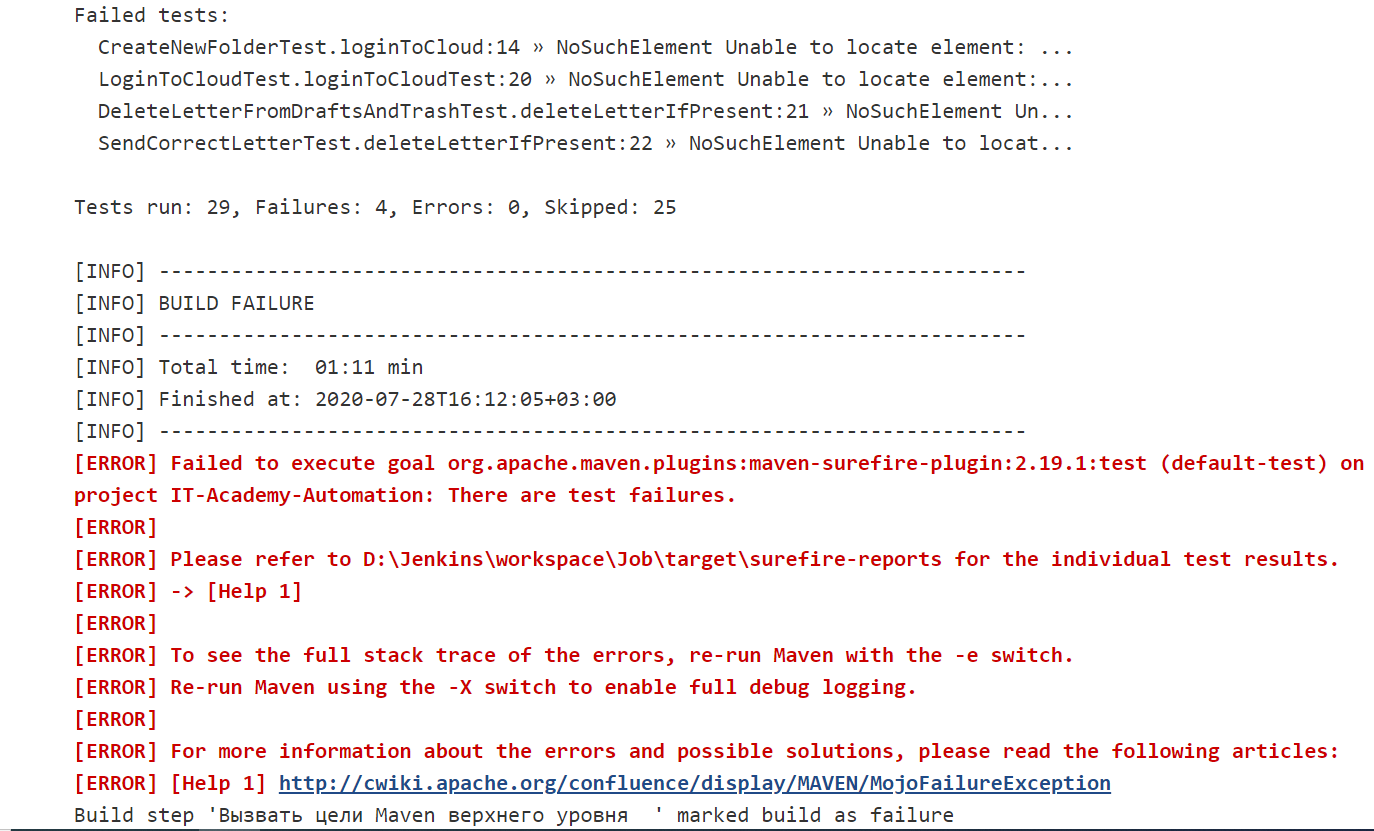 Failed tests:
CreateNewFolderTest.loginToCloud:14 » NoSuchElement Unable to locate element: ...
LoginToCloudTest.loginToCloudTest:20 » NoSuchElement Unable to locate element:...
DeleteLetterFromDraftsAndTrashTest.deleteLetterIfPresent:21 » NoSuchElement Un...
SendCorrectLetterTest.deleteLetterIfPresent:22 » NoSuchElement Unable to locat...
Tests run: 29, Failures: 4, Errors: 0, Skipped: 25
[INFO] ------------------------------------------------------------------------
[INFO] BUILD FAILURE
[INFO] ------------------------------------------------------------------------
[INFO] Total time:  01:11 min
[INFO] Finished at: 2020-07-28T16:12:05+03:00
[INFO] ------------------------------------------------------------------------
[ERROR] Failed to execute goal org.apache.maven.plugins:maven-surefire-plugin:2.19.1:test (default-test) on
project IT-Academy-Automation: There are test failures.
[ERROR]
[ERROR] Please refer to D:\Jenkins\workspace\Job\target\surefire-reports for the individual test results.
[ERROR] -> [Help 1]
[ERROR]
[ERROR] To see the full stack trace of the errors, re-run Maven with the -e switch.
[ERROR] Re-run Maven using the -X switch to enable full debug logging.
[ERROR]
[ERROR] For more information about the errors and possible solutions, please read the following articles:
[ERROR] [Help 1] http://cwiki.apache.org/confluence/display/MAVEN/MojoFailureException
Build step 'Вызвать цели Maven верхнего уровня  ' marked build as failure